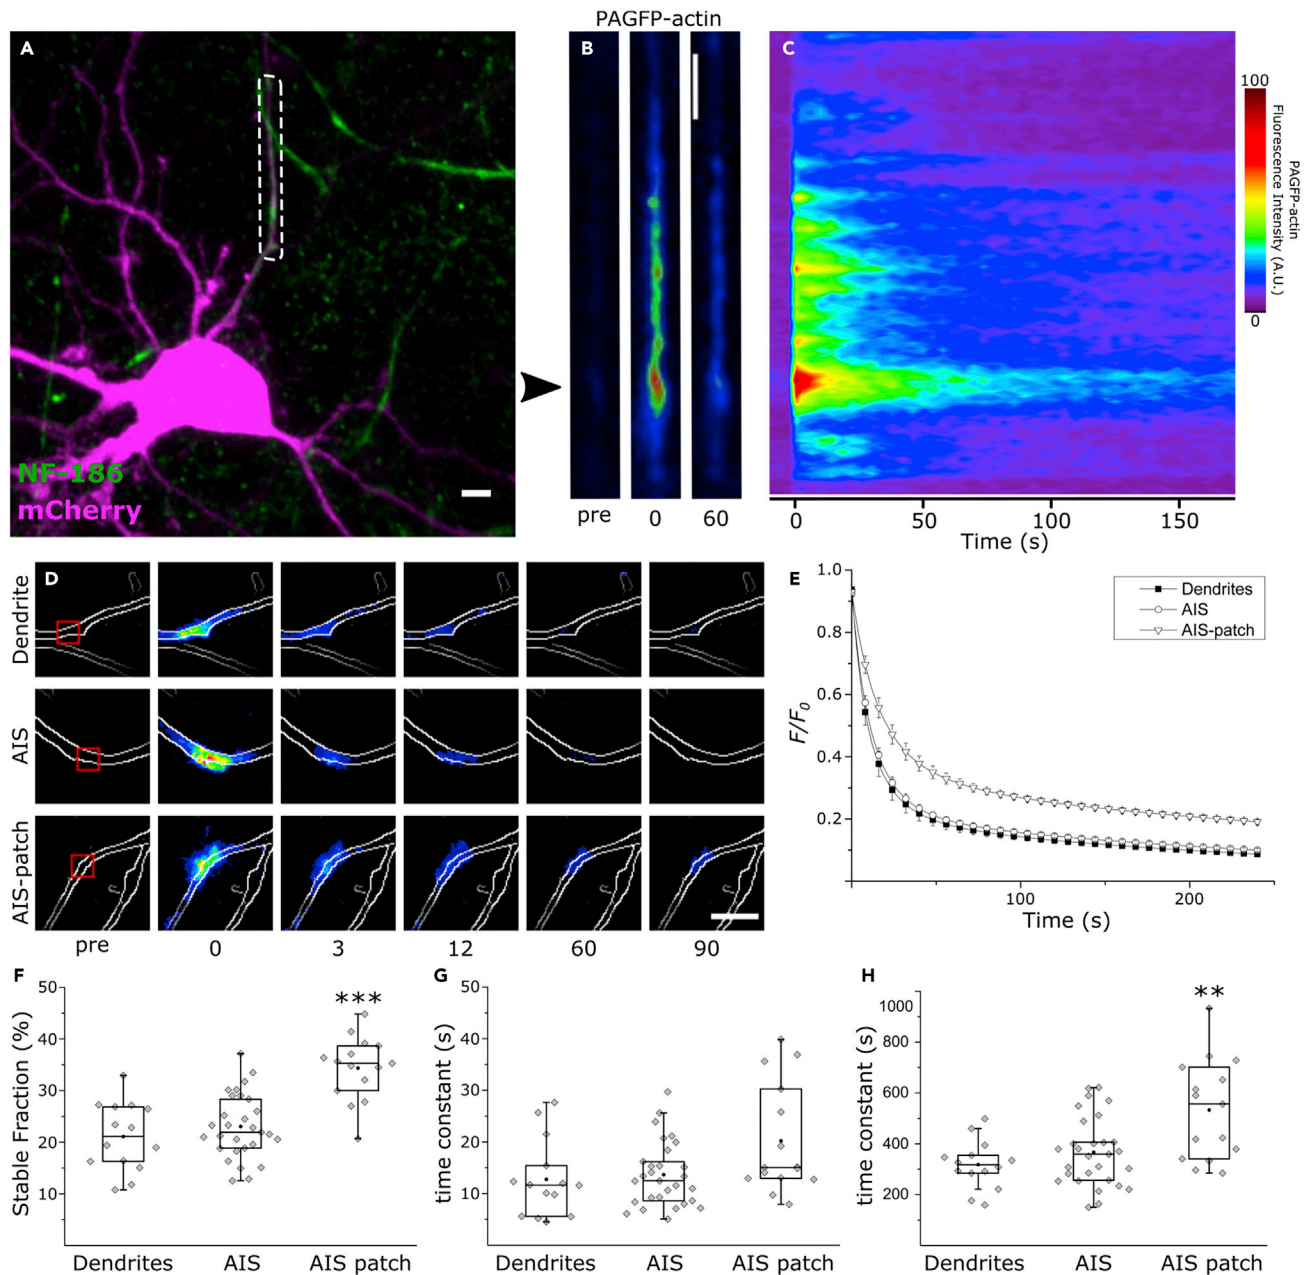 PAGFP-actin
A
B
C
NF-186
mCherry
pre 0 60
0 50 100 150
Time (s)
100
0
PAGFP-actin
Fluorescence Intensity (A.U.)
D
Dendrite
AIS
AIS-patch
pre 0 3 12 60 90
E
1.0
0.8
0.6
0.4
0.2
F/F0
100 200
Time (s)
Dendrites
AIS
AIS-patch
F
50
40
30
20
10
Stable Fraction (%)
***
Dendrites AIS AIS patch
G
50
40
30
20
10
time constant (s)
Dendrites AIS AIS patch
H
1000
800
600
400
200
time constant (s)
**
Dendrites AIS AIS patch